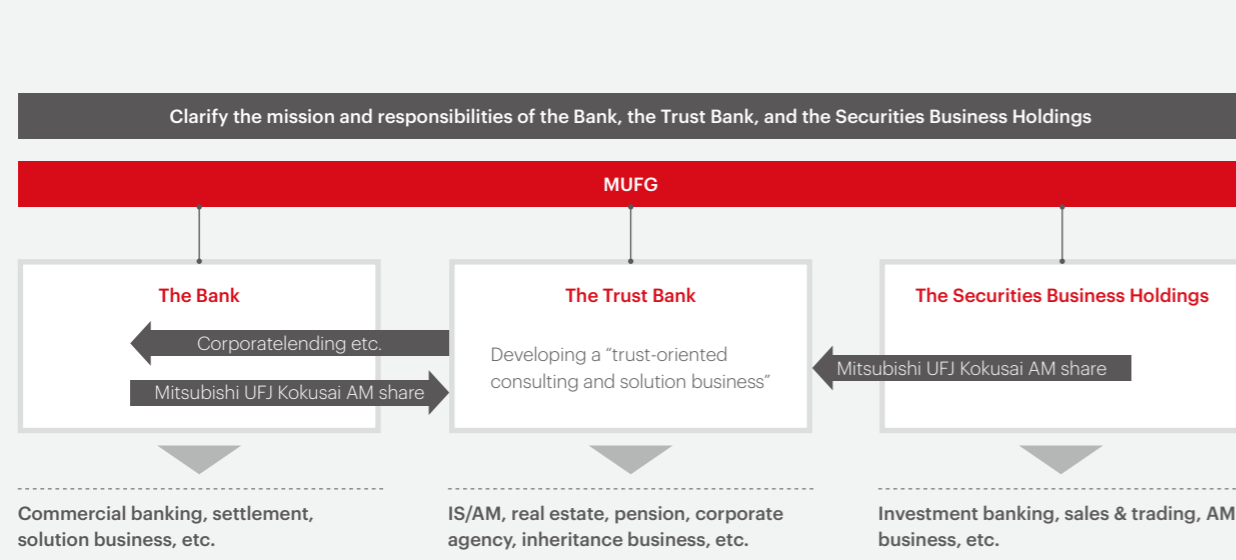 Clarify the mission and responsibilities of the Bank, the Trust Bank, and the Securities Business Holdings
MUFG
The Bank
Corporatelending etc.
Mitsubishi UFJ Kokusai AM share
Commercial banking, settlement,
solution business, etc.
The Trust Bank
Developing a “trust-oriented
consulting and solution business”
IS/AM, real estate, pension, corporate
agency, inheritance business, etc.
The Securities Business Holdings
Mitsubishi UFJ Kokusai AM share
Investment banking, sales & trading, AM
business, etc.